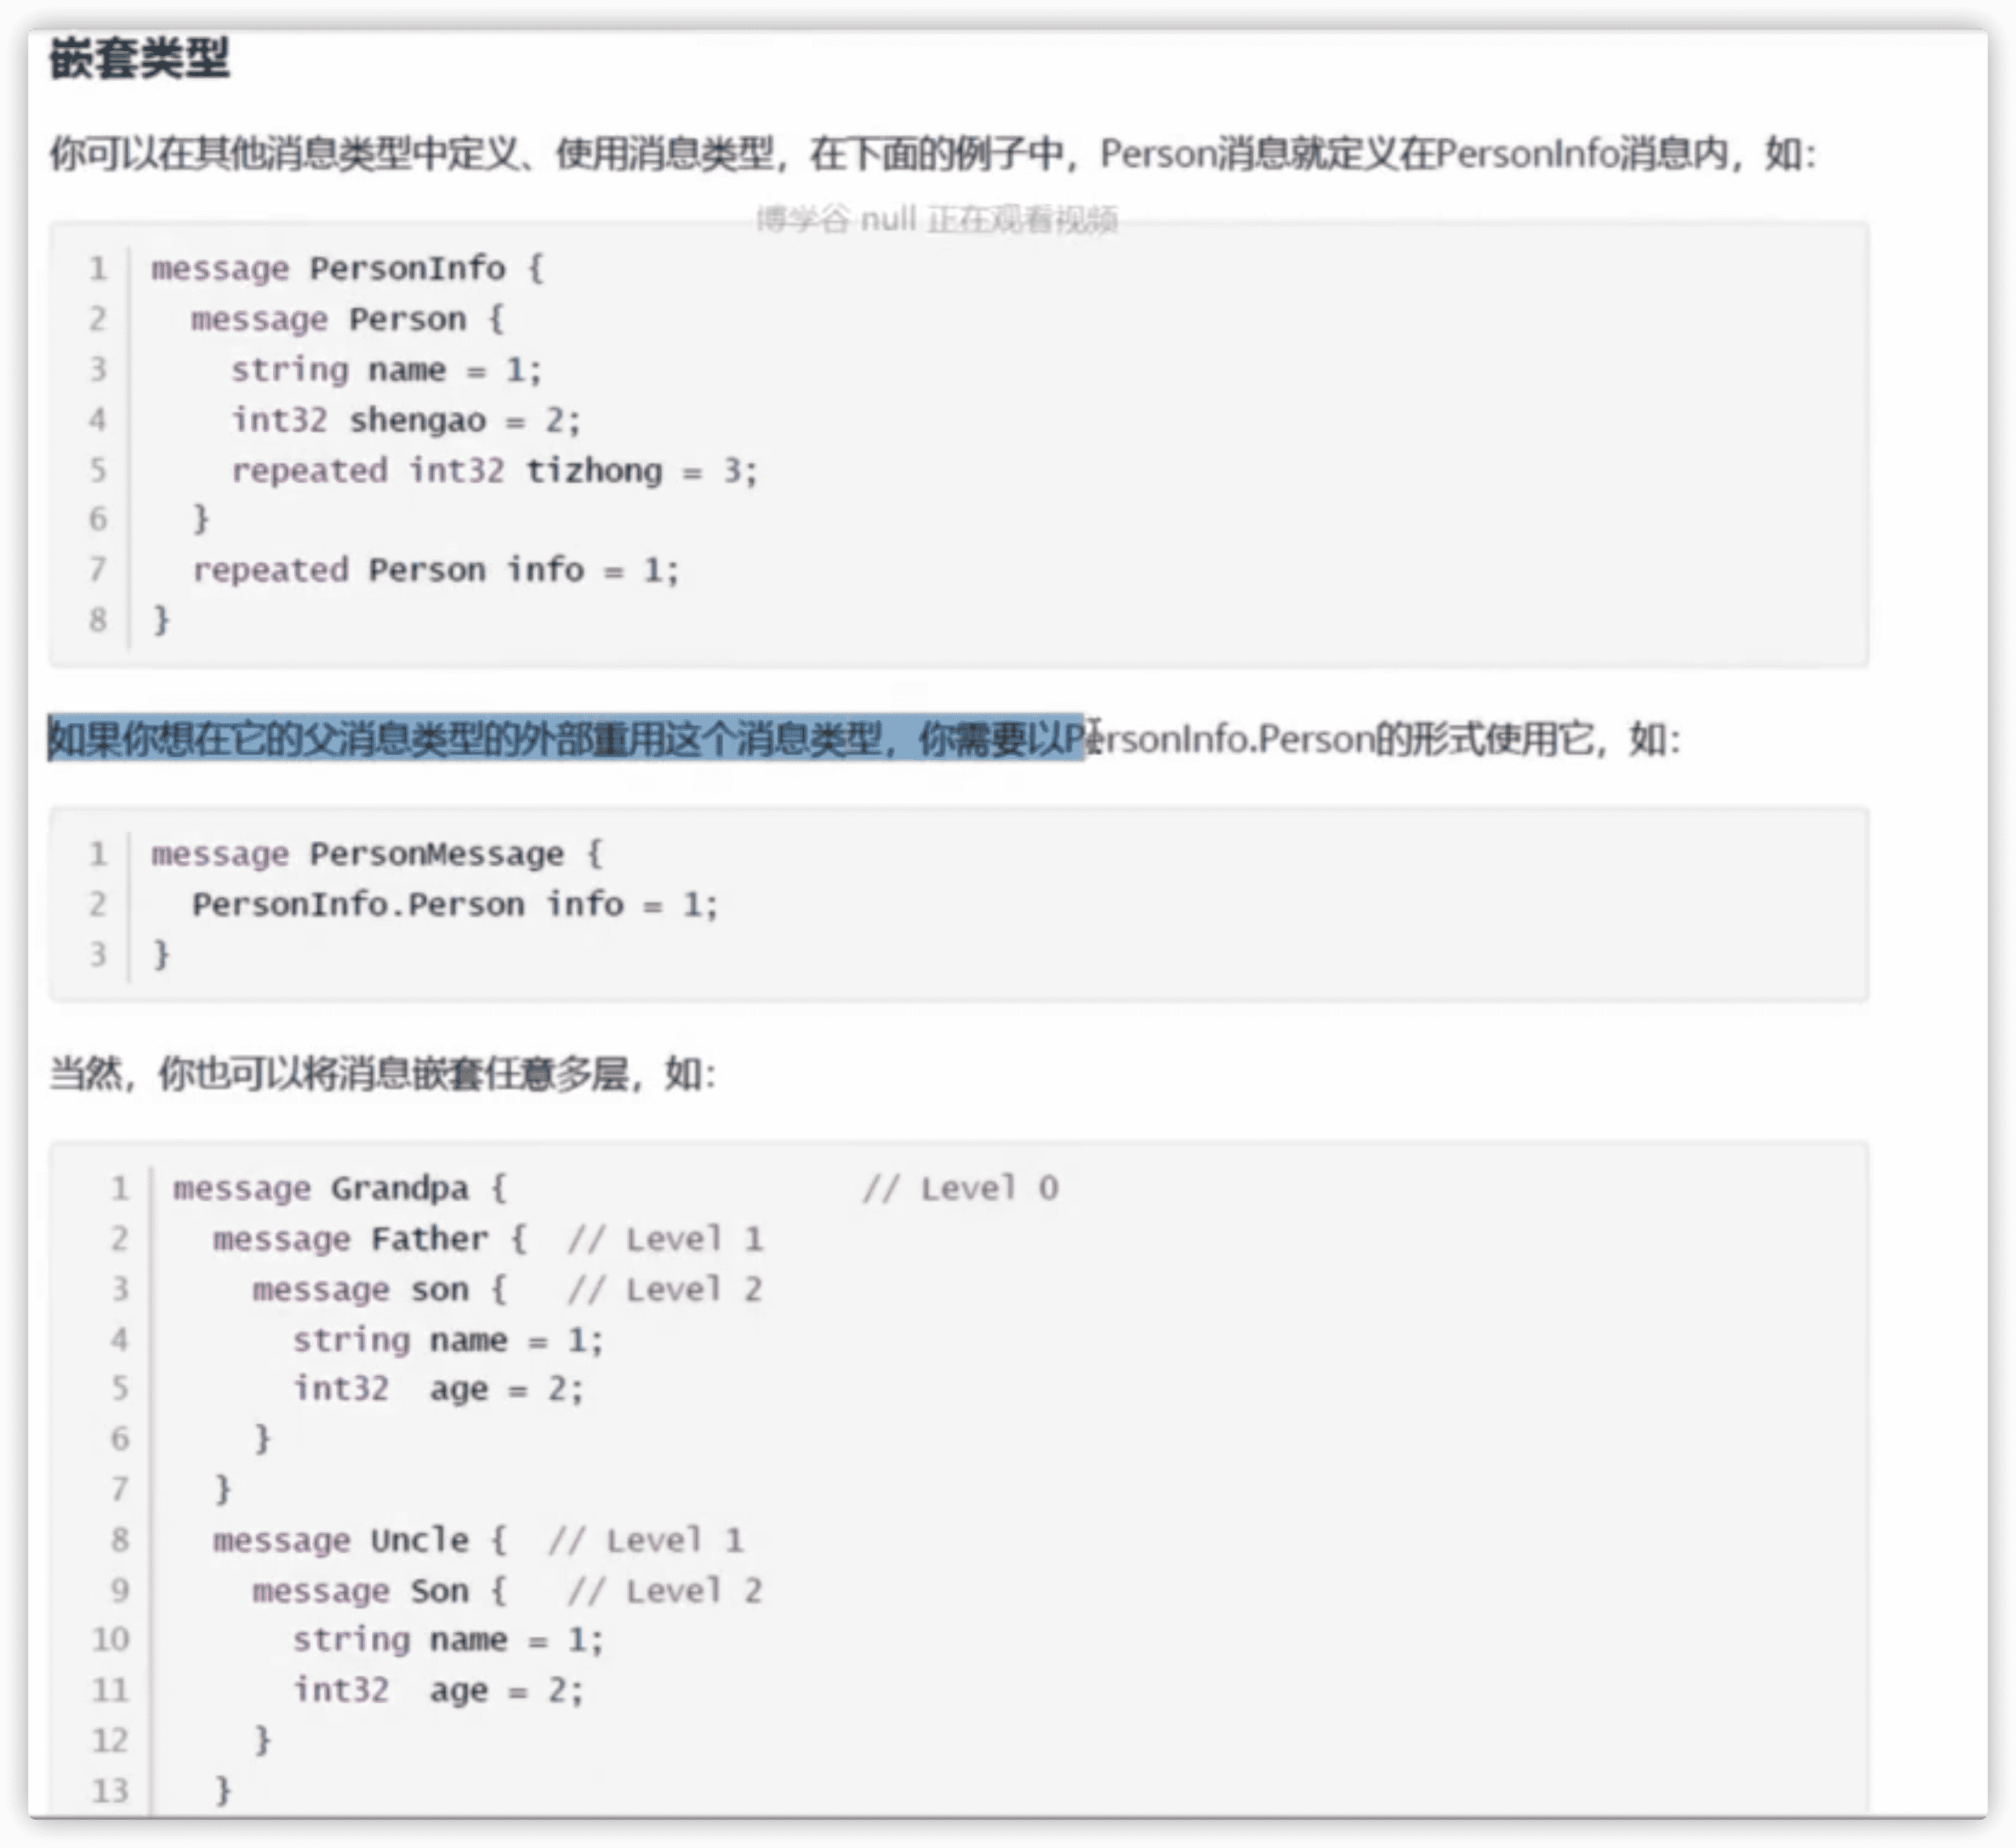 嵌套类型
你可以在其他消息类型中定义、使用消息类型，在下面的例子中，Person消息就定义在PersonInfo消息内，如：
博学谷 null 正在观看视频
1 message PersonInfo {
2   message Person {
3     string name = 1;
4     int32 shengao = 2;
5     repeated int32 tizhong = 3;
6   }
7   repeated Person info = 1;
8 }
如果你想在它的父消息类型的外部重用这个消息类型，你需要以PersonInfo.Person的形式使用它，如：
1 message PersonMessage {
2   PersonInfo.Person info = 1;
3 }
当然，你也可以将消息嵌套任意多层，如：
1 message Grandpa {                  // Level 0
2   message Father {  // Level 1
3     message son {   // Level 2
4       string name = 1;
5       int32  age = 2;
6     }
7   }
8   message Uncle {  // Level 1
9     message Son {   // Level 2
10       string name = 1;
11       int32  age = 2;
12     }
13   }